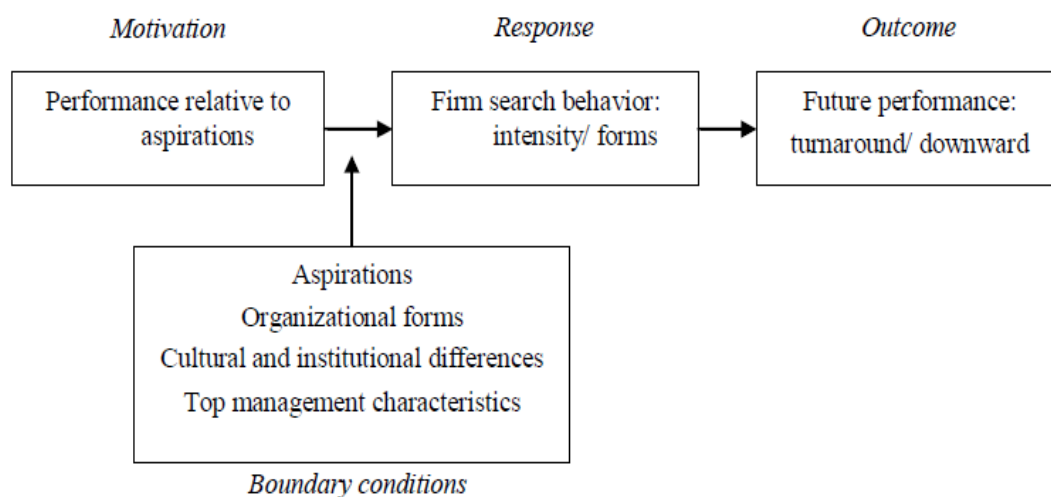 Motivation
Response
Outcome
Performance relative to
aspirations
Firm search behavior:
intensity/ forms
Future performance:
turnaround/ downward
Aspirations
Organizational forms
Cultural and institutional differences
Top management characteristics
Boundary conditions